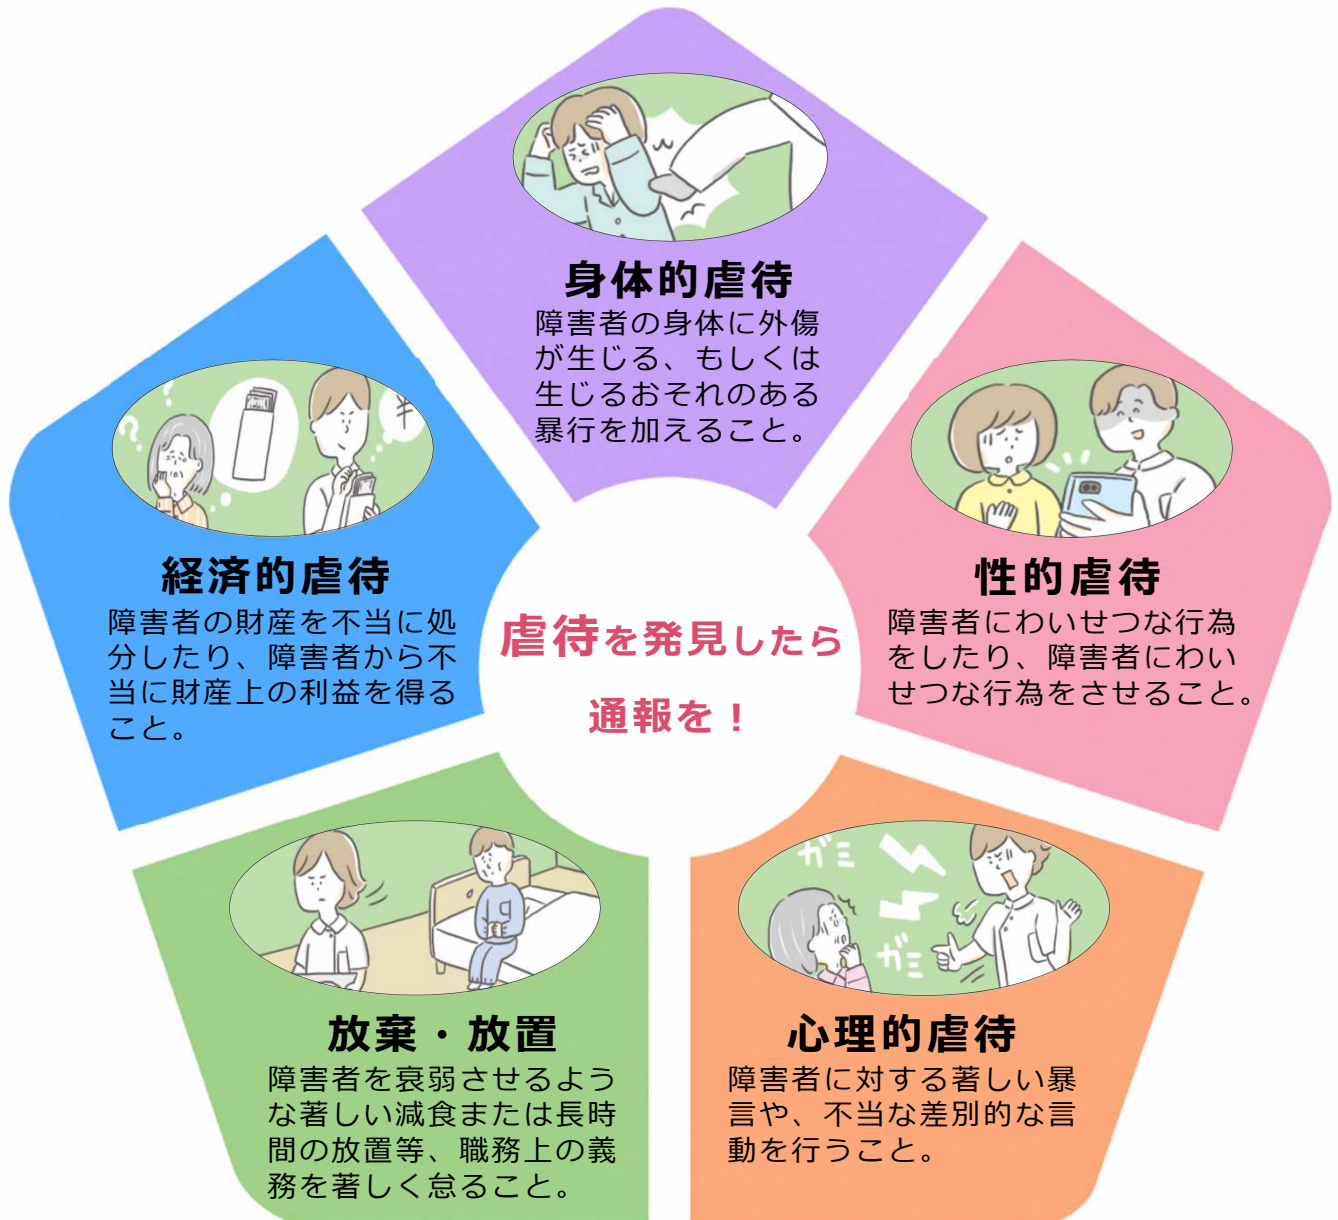 身体的虐待
障害者の身体に外傷
が生じる、もしくは
生じるおそれのある
暴行を加えること。
¥
経済的虐待
障害者の財産を不当に処
分したり、障害者から不
当に財産上の利益を得る
こと。
性的虐待
障害者にわいせつな行為
をしたり、障害者にわい
せつな行為をさせること。
虐待を発見したら
通報を！
放棄・放置
障害者を衰弱させるよう
な著しい減食または長時
間の放置等、職務上の義
務を著しく怠ること。
ガミ
ガミ
心理的虐待
障害者に対する著しい暴
言や、不当な差別的な言
動を行うこと。